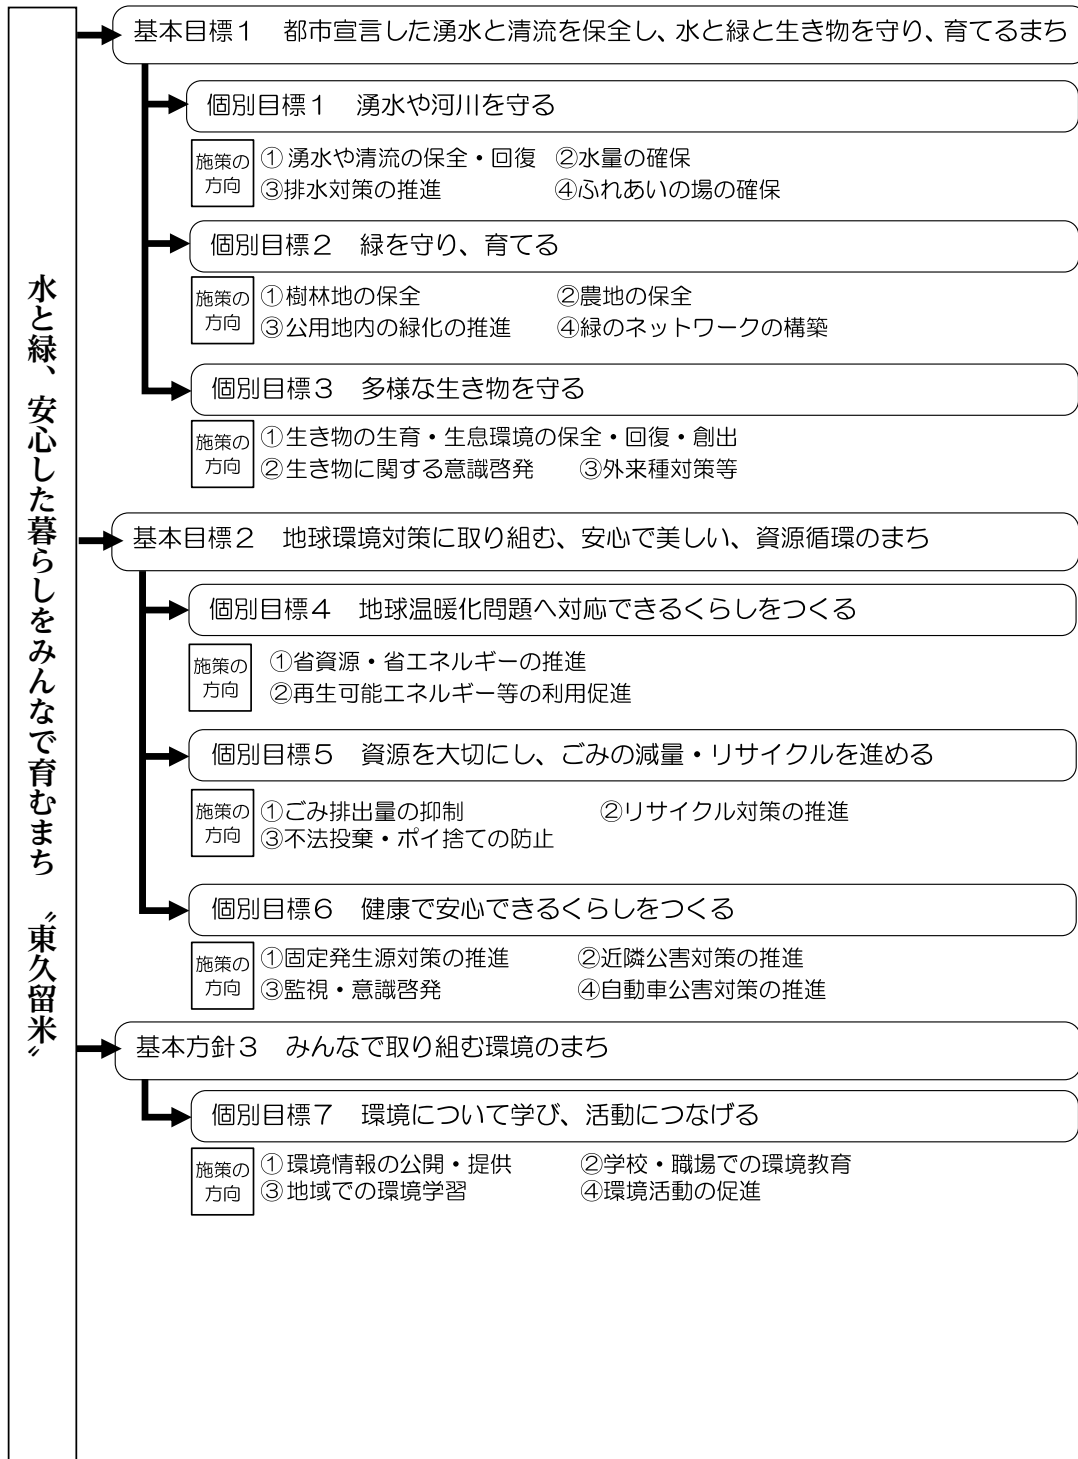 水と緑、安心した暮らしをみんなで育むまち 〝東久留米〟
基本目標１ 都市宣言した湧水と清流を保全し、水と緑と生き物を守り、育てるまち
個別目標１ 湧水や河川を守る
施策の方向
①湧水や清流の保全・回復 ②水量の確保
③排水対策の推進 ④ふれあいの場の確保
個別目標２ 緑を守り、育てる
施策の方向
①樹林地の保全 ②農地の保全
③公用地内の緑化の推進 ④緑のネットワークの構築
個別目標３ 多様な生き物を守る
施策の方向
①生き物の生育・生息環境の保全・回復・創出
②生き物に関する意識啓発 ③外来種対策等
基本目標２ 地球環境対策に取り組む、安心で美しい、資源循環のまち
個別目標４ 地球温暖化問題へ対応できるくらしをつくる
施策の方向
①省資源・省エネルギーの推進
②再生可能エネルギー等の利用促進
個別目標５ 資源を大切にし、ごみの減量・リサイクルを進める
施策の方向
①ごみ排出量の抑制 ②リサイクル対策の推進
③不法投棄・ポイ捨ての防止
個別目標６ 健康で安心できるくらしをつくる
施策の方向
①固定発生源対策の推進 ②近隣公害対策の推進
③監視・意識啓発 ④自動車公害対策の推進
基本方針３ みんなで取り組む環境のまち
個別目標７ 環境について学び、活動につなげる
施策の方向
①環境情報の公開・提供 ②学校・職場での環境教育
③地域での環境学習 ④環境活動の促進